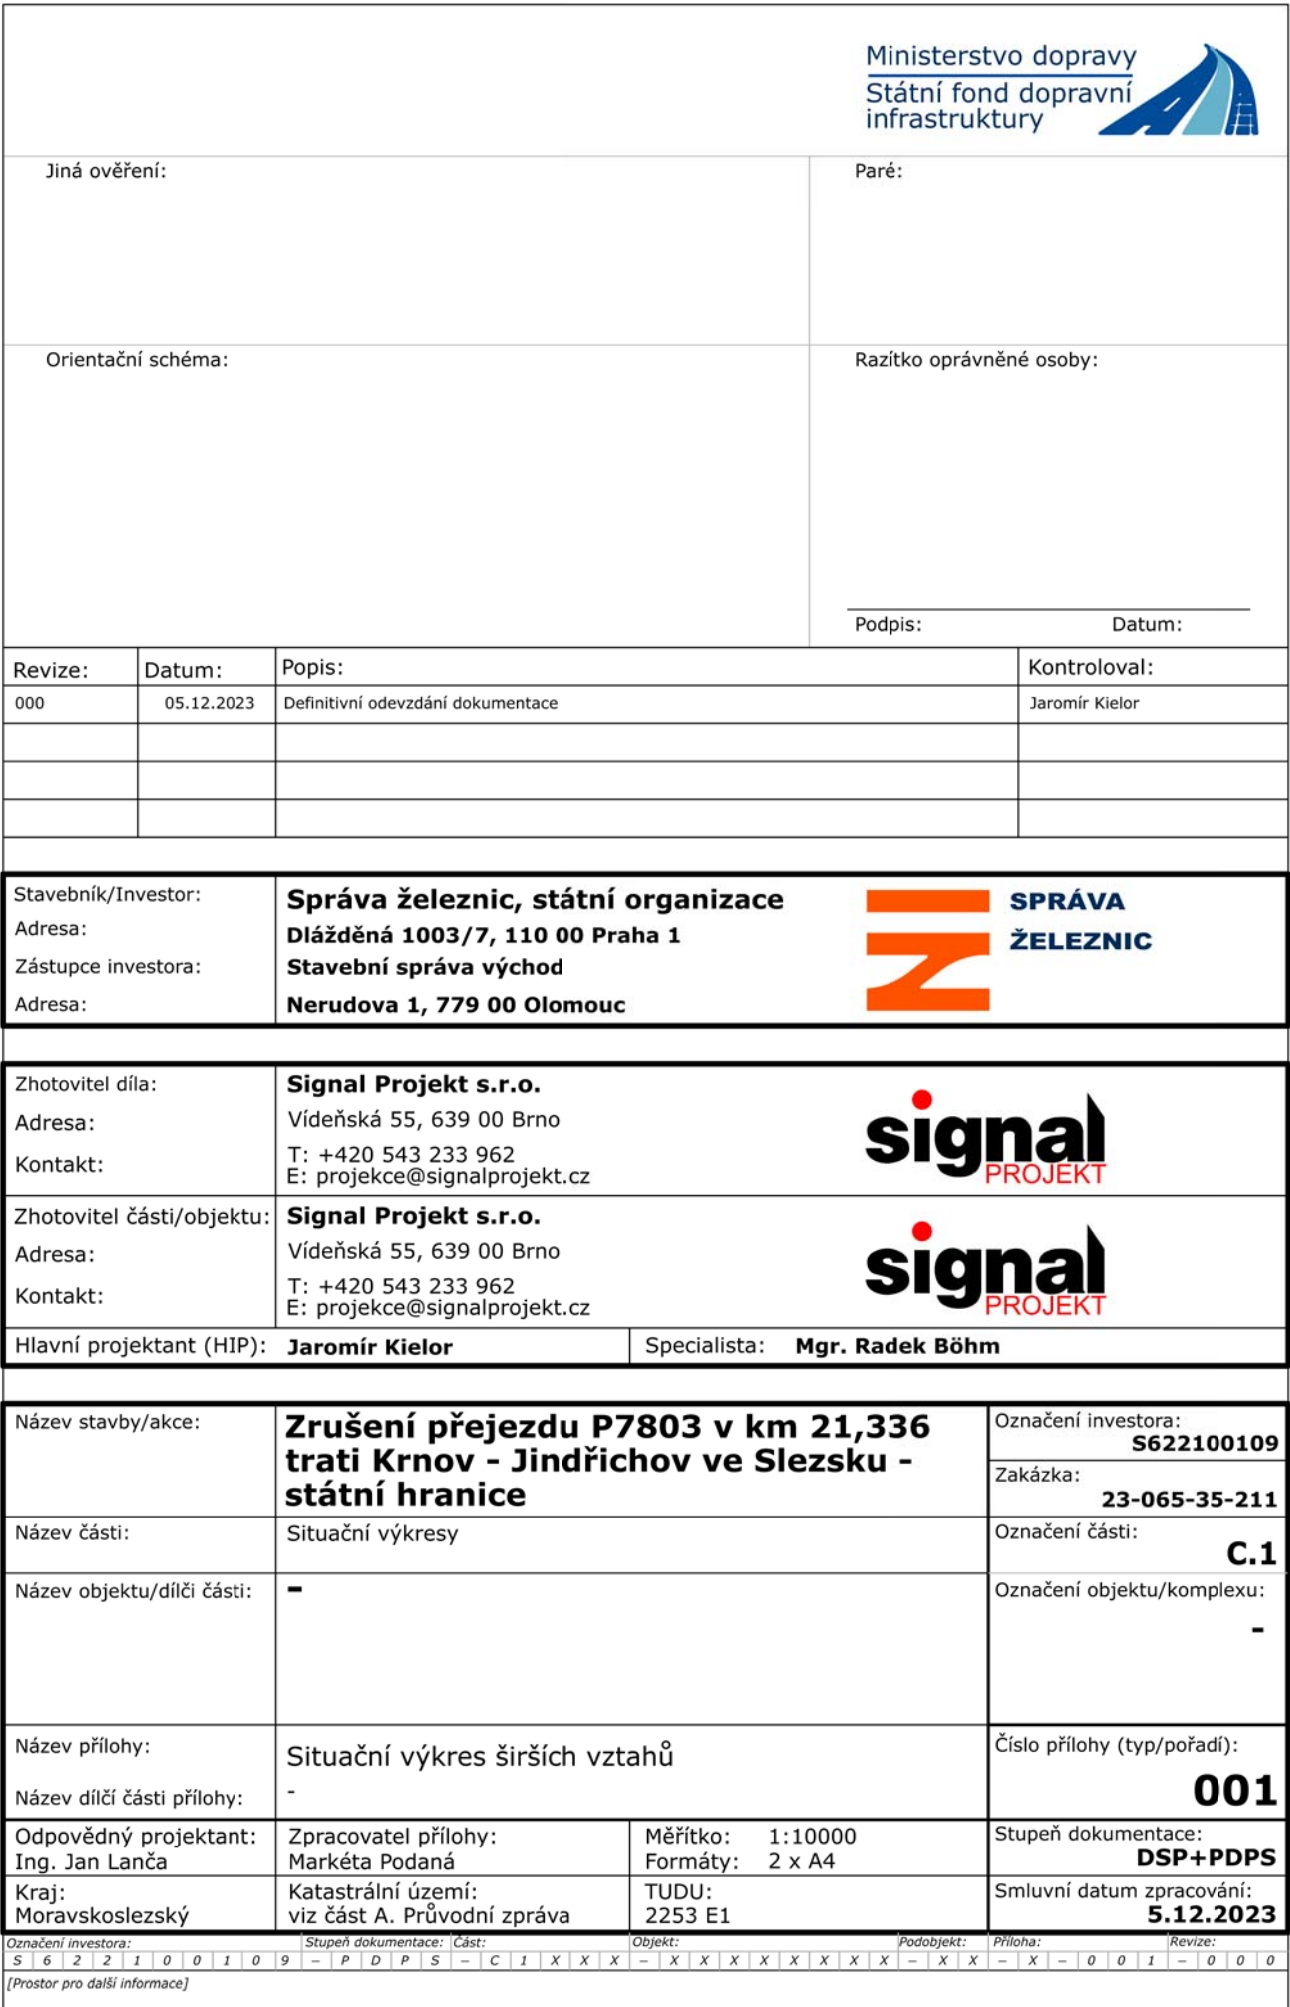 Ministerstvo dopravy
Státní fond dopravní
infrastruktury
Jiná ověření:
Paré:
Orientační schéma:
Razítko oprávněné osoby:
Podpis: Datum:
Revize: Datum: Popis: Kontroloval:
000 05.12.2023 Definitivní odevzdání dokumentace Jaromír Kielor
Stavebník/Investor: Správa železnic, státní organizace
Adresa: Dlážděná 1003/7, 110 00 Praha 1
Zástupce investora: Stavební správa východ
Adresa: Nerudova 1, 779 00 Olomouc
SPRÁVA
ŽELEZNIC
Zhotovitel díla: Signal Projekt s.r.o.
Adresa: Vídeňská 55, 639 00 Brno
Kontakt: T: +420 543 233 962
E: projekce@signalprojekt.cz
signal
PROJEKT
Zhotovitel části/objektu: Signal Projekt s.r.o.
Adresa: Vídeňská 55, 639 00 Brno
Kontakt: T: +420 543 233 962
E: projekce@signalprojekt.cz
signal
PROJEKT
Hlavní projektant (HIP): Jaromír Kielor Specialista: Mgr. Radek Böhm
Název stavby/akce: Zrušení přejezdu P7803 v km 21,336
trati Krnov - Jindřichov ve Slezsku -
státní hranice
Označení investora:
S622100109
Zakázka:
23-065-35-211
Název části: Situační výkresy
Označení části:
C.1
Název objektu/dílči části: -
Označení objektu/komplexu:
-
Název přílohy: Situační výkres širších vztahů
Název dílčí části přílohy: -
Číslo přílohy (typ/pořadí):
001
Odpovědný projektant:
Ing. Jan Lanča
Zpracovatel přílohy:
Markéta Podaná
Měřítko: 1:10000
Formáty: 2 x A4
Stupeň dokumentace:
DSP+PDPS
Kraj:
Moravskoslezský
Katastrální území:
viz část A. Průvodní zpráva
TUDU:
2253 E1
Smluvní datum zpracování:
5.12.2023
Označení investora: Stupeň dokumentace: Část: Objekt: Podobjekt: Příloha: Revize:
S 6 2 2 1 0 0 1 0 9 – P D P S – C 1 X X X – X X X X X X X X – X X – X – 0 0 1 – 0 0 0
[Prostor pro další informace]